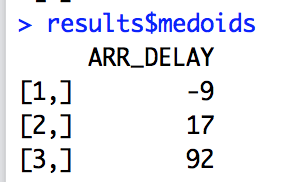 > results$medoids
ARR_DELAY
[1,] -9
[2,] 17
[3,] 92